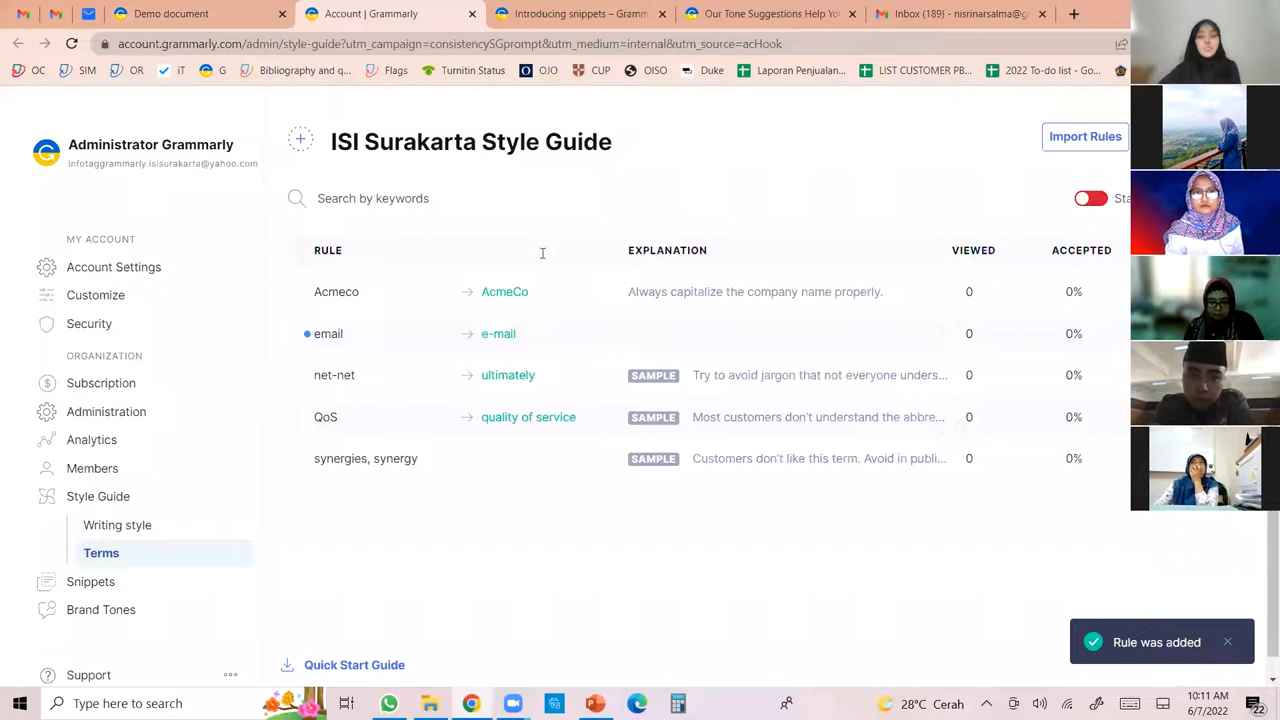 Demo document
Account | Grammarly
Introducing snippets – Gramm
Our Tone Suggestions Help Yo
Inbox (189) - nisrinarsalma@g
account.grammarly.com/admin/style-guide?utm_campaign=consistencySG&utm_medium=internal&utm_source=acHook
OC
SIM
OR
iT
G
Bibliography and q...
Flags
Turnitin Status
OJO
CUP
OISO
Duke
Laporan Penjualan...
LIST CUSTOMER PB...
2022 To-do list - Go...
Administrator Grammarly
infotaggrammarly.isisurakarta@yahoo.com
MY ACCOUNT
Account Settings
Customize
Security
ORGANIZATION
Subscription
Administration
Analytics
Members
Style Guide
Writing style
Terms
Snippets
Brand Tones
Support
ISI Surakarta Style Guide
Import Rules
Search by keywords
Sta
RULE EXPLANATION VIEWED ACCEPTED
Acmeco → AcmeCo Always capitalize the company name properly. 0 0%
email → e-mail 0 0%
net-net → ultimately SAMPLE Try to avoid jargon that not everyone unders... 0 0%
QoS → quality of service SAMPLE Most customers don't understand the abbre... 0 0%
synergies, synergy SAMPLE Customers don't like this term. Avoid in publi... 0 0%
Rule was added
Quick Start Guide
Type here to search
28°C Cerah
10:11 AM
6/7/2022
22